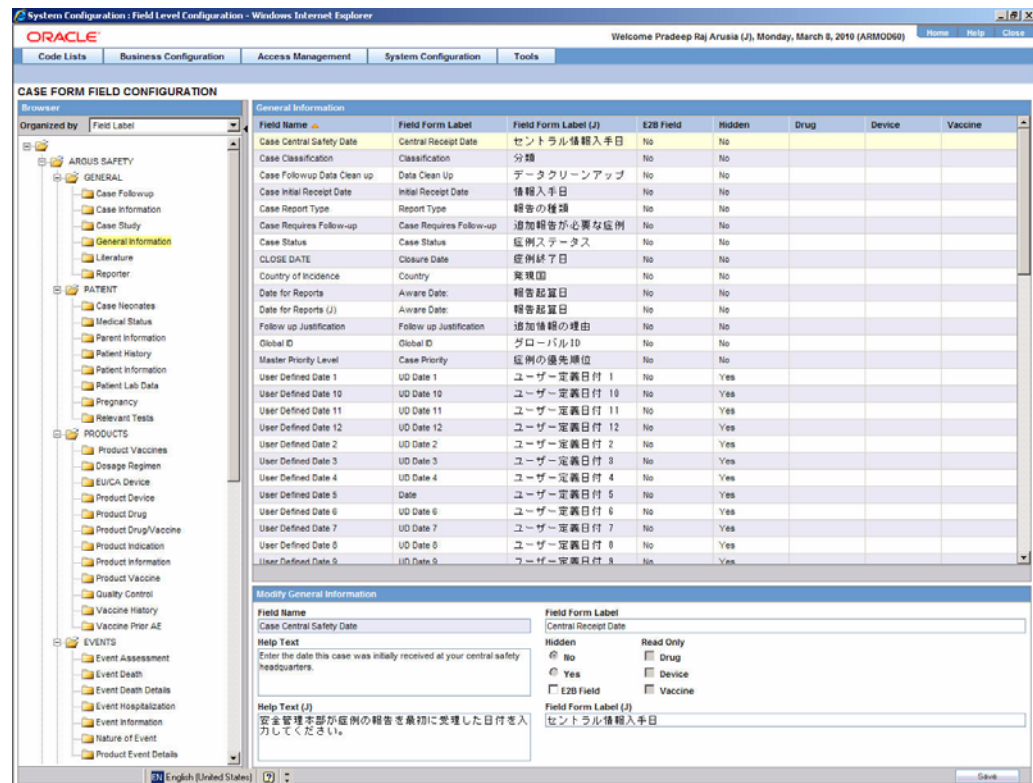 System Configuration : Field Level Configuration - Windows Internet Explorer
ORACLE
Welcome Pradeep Raj Arusia (J), Monday, March 8, 2010 (ARMOD60) Home Help Close
Code Lists Business Configuration Access Management System Configuration Tools
CASE FORM FIELD CONFIGURATION
Browser
Organized by Field Label
ARGUS SAFETY
GENERAL
Case Followup
Case Information
Case Study
General Information
Literature
Reporter
PATIENT
Case Neonates
Medical Status
Parent Information
Patient History
Patient Information
Patient Lab Data
Pregnancy
Relevant Tests
PRODUCTS
Product Vaccines
Dosage Regimen
EU/CA Device
Product Device
Product Drug
Product Drug/Vaccine
Product Indication
Product Information
Product Vaccine
Quality Control
Vaccine History
Vaccine Prior AE
EVENTS
Event Assessment
Event Death
Event Death Details
Event Hospitalization
Event Information
Nature of Event
Product Event Details
General Information
Field Name Field Form Label Field Form Label (J) E2B Field Hidden Drug Device Vaccine
Case Central Safety Date Central Receipt Date セントラル情報入手日 No No
Case Classification Classification 分類 No No
Case Followup Data Clean up Data Clean Up データクリーンアップ No No
Case Initial Receipt Date Initial Receipt Date 情報入手日 No No
Case Report Type Report Type 報告の種類 No No
Case Requires Follow-up Case Requires Follow-up 追加報告が必要な症例 No No
Case Status Case Status 症例ステータス No No
CLOSE DATE Closure Date 症例終了日 No No
Country of Incidence Country 発現国 No No
Date for Reports Aware Date: 報告起算日 No No
Date for Reports (J) Aware Date: 報告起算日 No No
Follow up Justification Follow up Justification 追加情報の理由 No No
Global ID Global ID グローバルID No No
Master Priority Level Case Priority 症例の優先順位 No No
User Defined Date 1 UD Date 1 ユーザー定義日付 1 No Yes
User Defined Date 10 UD Date 10 ユーザー定義日付 10 No Yes
User Defined Date 11 UD Date 11 ユーザー定義日付 11 No Yes
User Defined Date 12 UD Date 12 ユーザー定義日付 12 No Yes
User Defined Date 2 UD Date 2 ユーザー定義日付 2 No Yes
User Defined Date 3 UD Date 3 ユーザー定義日付 3 No Yes
User Defined Date 4 UD Date 4 ユーザー定義日付 4 No Yes
User Defined Date 5 Date ユーザー定義日付 5 No Yes
User Defined Date 6 UD Date 6 ユーザー定義日付 6 No Yes
User Defined Date 7 UD Date 7 ユーザー定義日付 7 No Yes
User Defined Date 8 UD Date 8 ユーザー定義日付 8 No Yes
User Defined Date 9 UD Date 9 ユーザー定義日付 9 No Yes
Modify General Information
Field Name Field Form Label
Case Central Safety Date Central Receipt Date
Help Text Hidden Read Only
Enter the date this case was initially received at your central safety headquarters.
No Drug
Yes Device
E2B Field Vaccine
Help Text (J) Field Form Label (J)
安全管理本部が症例の報告を最初に受理した日付を入
力してください。
セントラル情報入手日
EN English (United States) Save